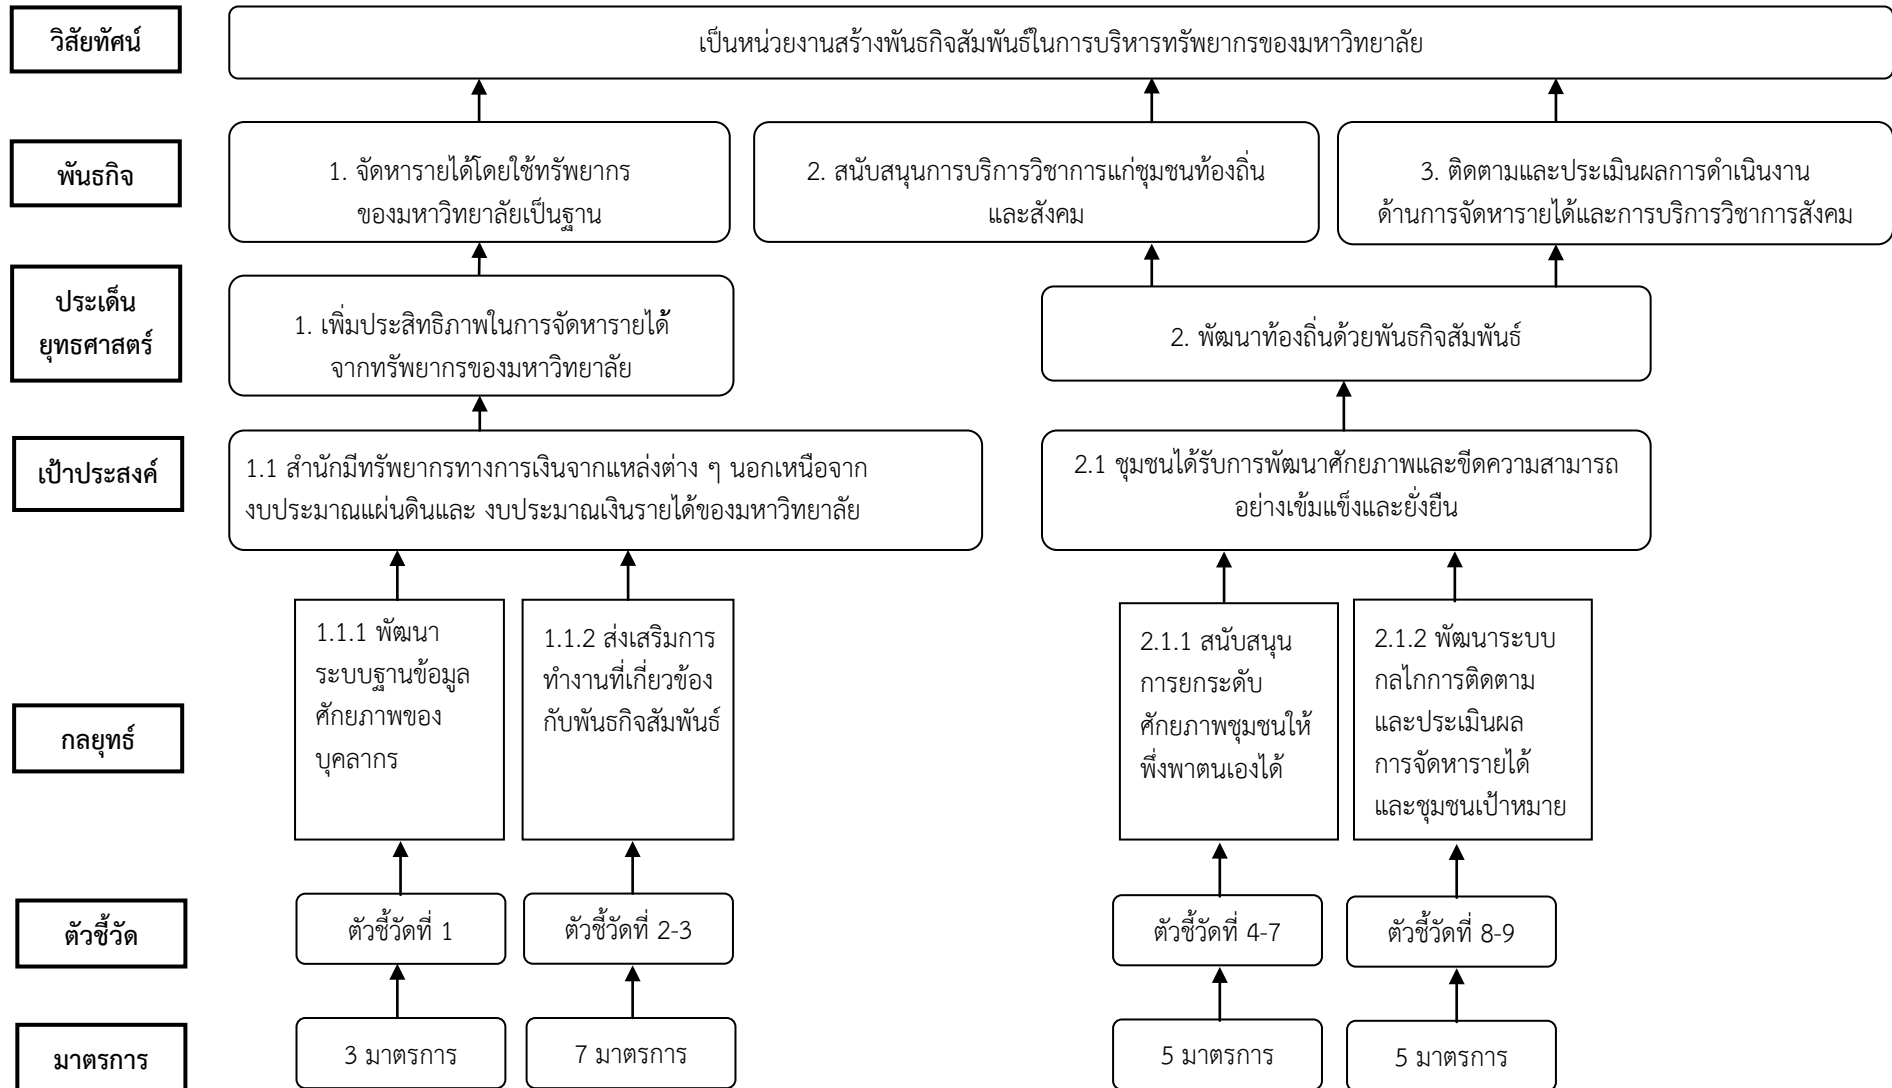 วิสัยทัศน์
เป็นหน่วยงานสร้างพันธกิจสัมพันธ์ในการบริหารทรัพยากรของมหาวิทยาลัย
พันธกิจ
1. จัดหารายได้โดยใช้ทรัพยากร
ของมหาวิทยาลัยเป็นฐาน
2. สนับสนุนการบริการวิชาการแก่ชุมชนท้องถิ่น
และสังคม
3. ติดตามและประเมินผลการดำเนินงาน
ด้านการจัดหารายได้และการบริการวิชาการสังคม
ประเด็น
ยุทธศาสตร์
1. เพิ่มประสิทธิภาพในการจัดหารายได้
จากทรัพยากรของมหาวิทยาลัย
2. พัฒนาท้องถิ่นด้วยพันธกิจสัมพันธ์
เป้าประสงค์
1.1 สำนักมีทรัพยากรทางการเงินจากแหล่งต่าง ๆ นอกเหนือจาก
งบประมาณแผ่นดินและ งบประมาณเงินรายได้ของมหาวิทยาลัย
2.1 ชุมชนได้รับการพัฒนาศักยภาพและขีดความสามารถ
อย่างเข้มแข็งและยั่งยืน
กลยุทธ์
1.1.1 พัฒนา
ระบบฐานข้อมูล
ศักยภาพของ
บุคลากร
1.1.2 ส่งเสริมการ
ทำงานที่เกี่ยวข้อง
กับพันธกิจสัมพันธ์
2.1.1 สนับสนุน
การยกระดับ
ศักยภาพชุมชนให้
พึ่งพาตนเองได้
2.1.2 พัฒนาระบบ
กลไกการติดตาม
และประเมินผล
การจัดหารายได้
และชุมชนเป้าหมาย
ตัวชี้วัด
ตัวชี้วัดที่ 1
ตัวชี้วัดที่ 2-3
ตัวชี้วัดที่ 4-7
ตัวชี้วัดที่ 8-9
มาตรการ
3 มาตรการ
7 มาตรการ
5 มาตรการ
5 มาตรการ